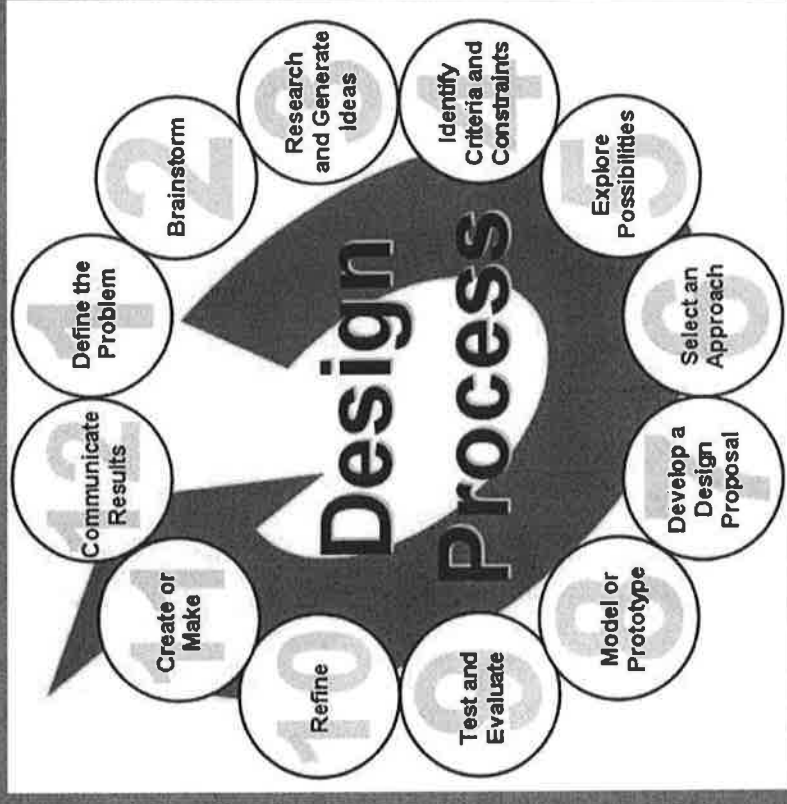 Design
Process
1
Define the
Problem
2
Brainstorm
3
Research
and Generate
Ideas
4
Identify
Criteria and
Constraints
5
Explore
Possibilities
6
Select an
Approach
7
Develop a
Design
Proposal
8
Model or
Prototype
9
Test and
Evaluate
10
Refine
11
Create or
Make
12
Communicate
Results